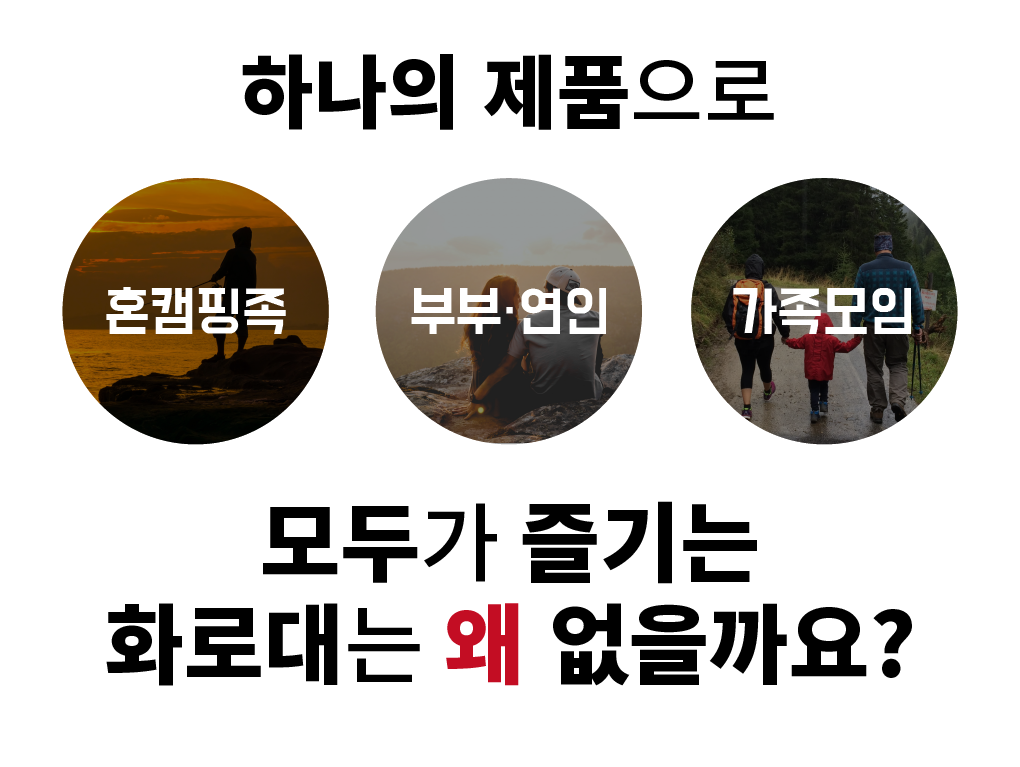 하나의 제품으로
혼캠핑족
부부·연인
가족모임
모두가 즐기는
화로대는 왜 없을까요?